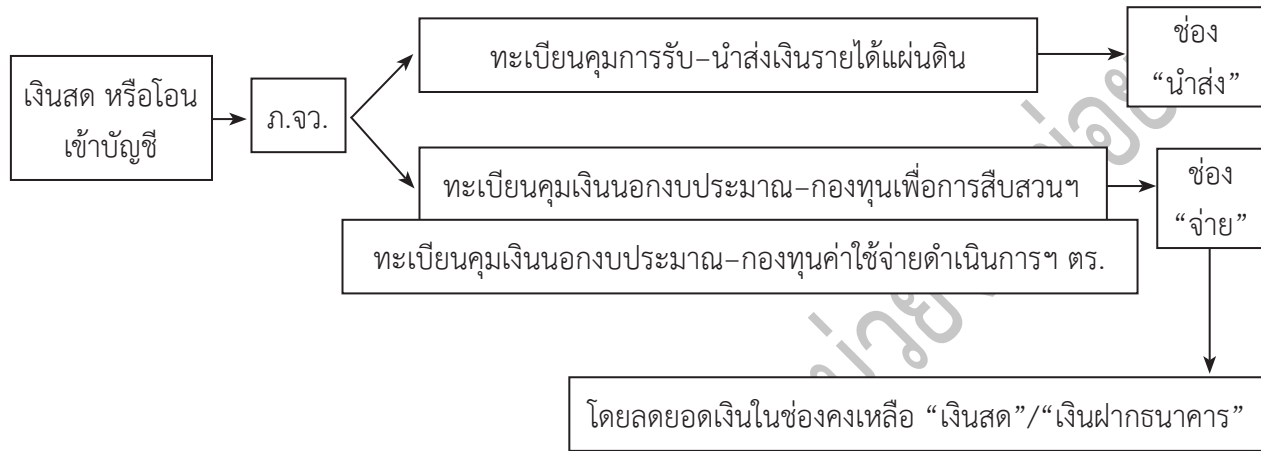 เงินสด หรือโอน
เข้าบัญชี
ภ.จว.
ทะเบียนคุมการรับ–นำส่งเงินรายได้แผ่นดิน
ช่อง
“นำส่ง”
ทะเบียนคุมเงินนอกงบประมาณ–กองทุนเพื่อการสืบสวนฯ
ทะเบียนคุมเงินนอกงบประมาณ–กองทุนค่าใช้จ่ายดำเนินการฯ ตร.
ช่อง
“จ่าย”
โดยลดยอดเงินในช่องคงเหลือ “เงินสด”/“เงินฝากธนาคาร”